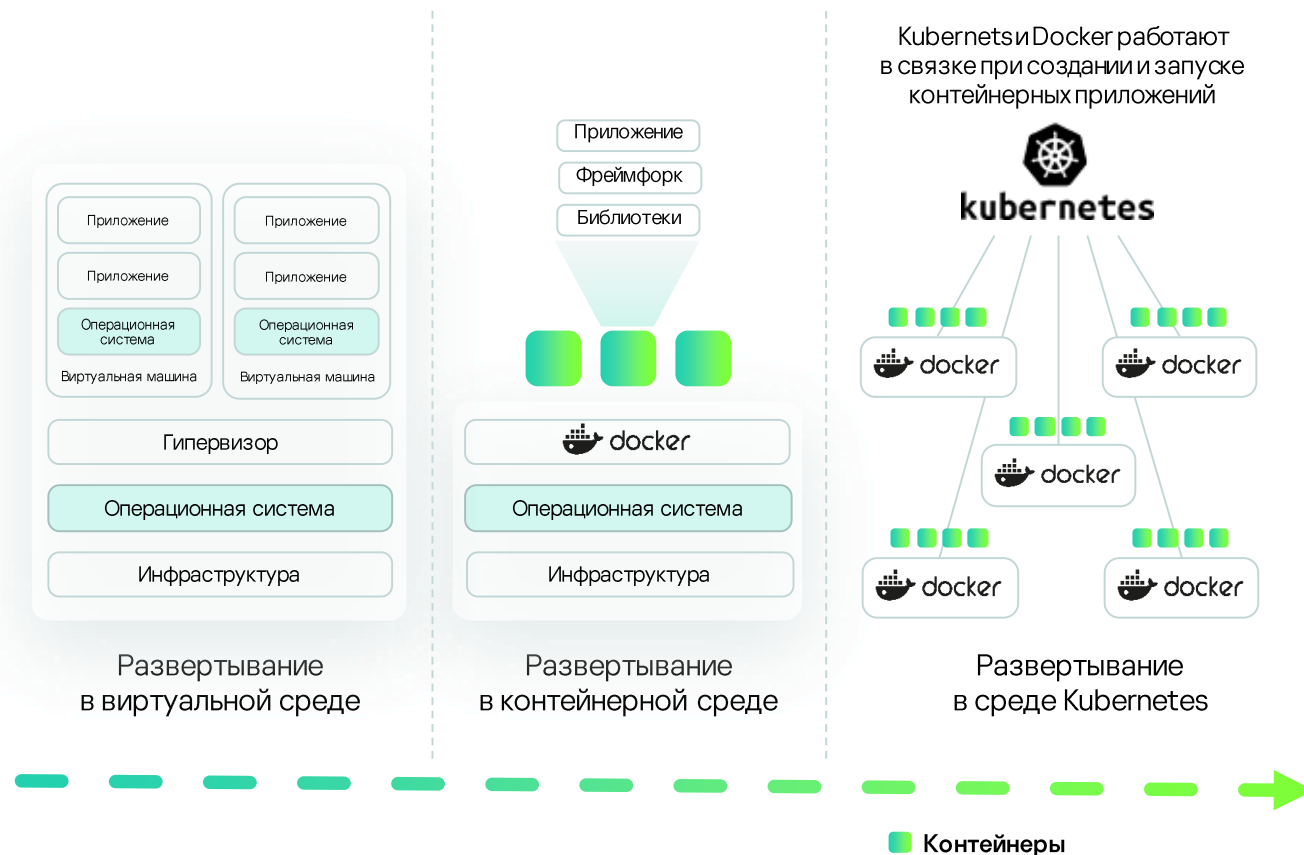 Kubernets и Docker работают
в связке при создании и запуске
контейнерных приложений
kubernetes
Приложение
Приложение
Операционная
система
Виртуальная машина
Приложение
Приложение
Операционная
система
Виртуальная машина
Гипервизор
Операционная система
Инфраструктура
Развертывание
в виртуальной среде
Приложение
Фреймфорк
Библиотеки
docker
Операционная система
Инфраструктура
Развертывание
в контейнерной среде
docker
docker
docker
docker
docker
Развертывание
в среде Kubernetes
Контейнеры